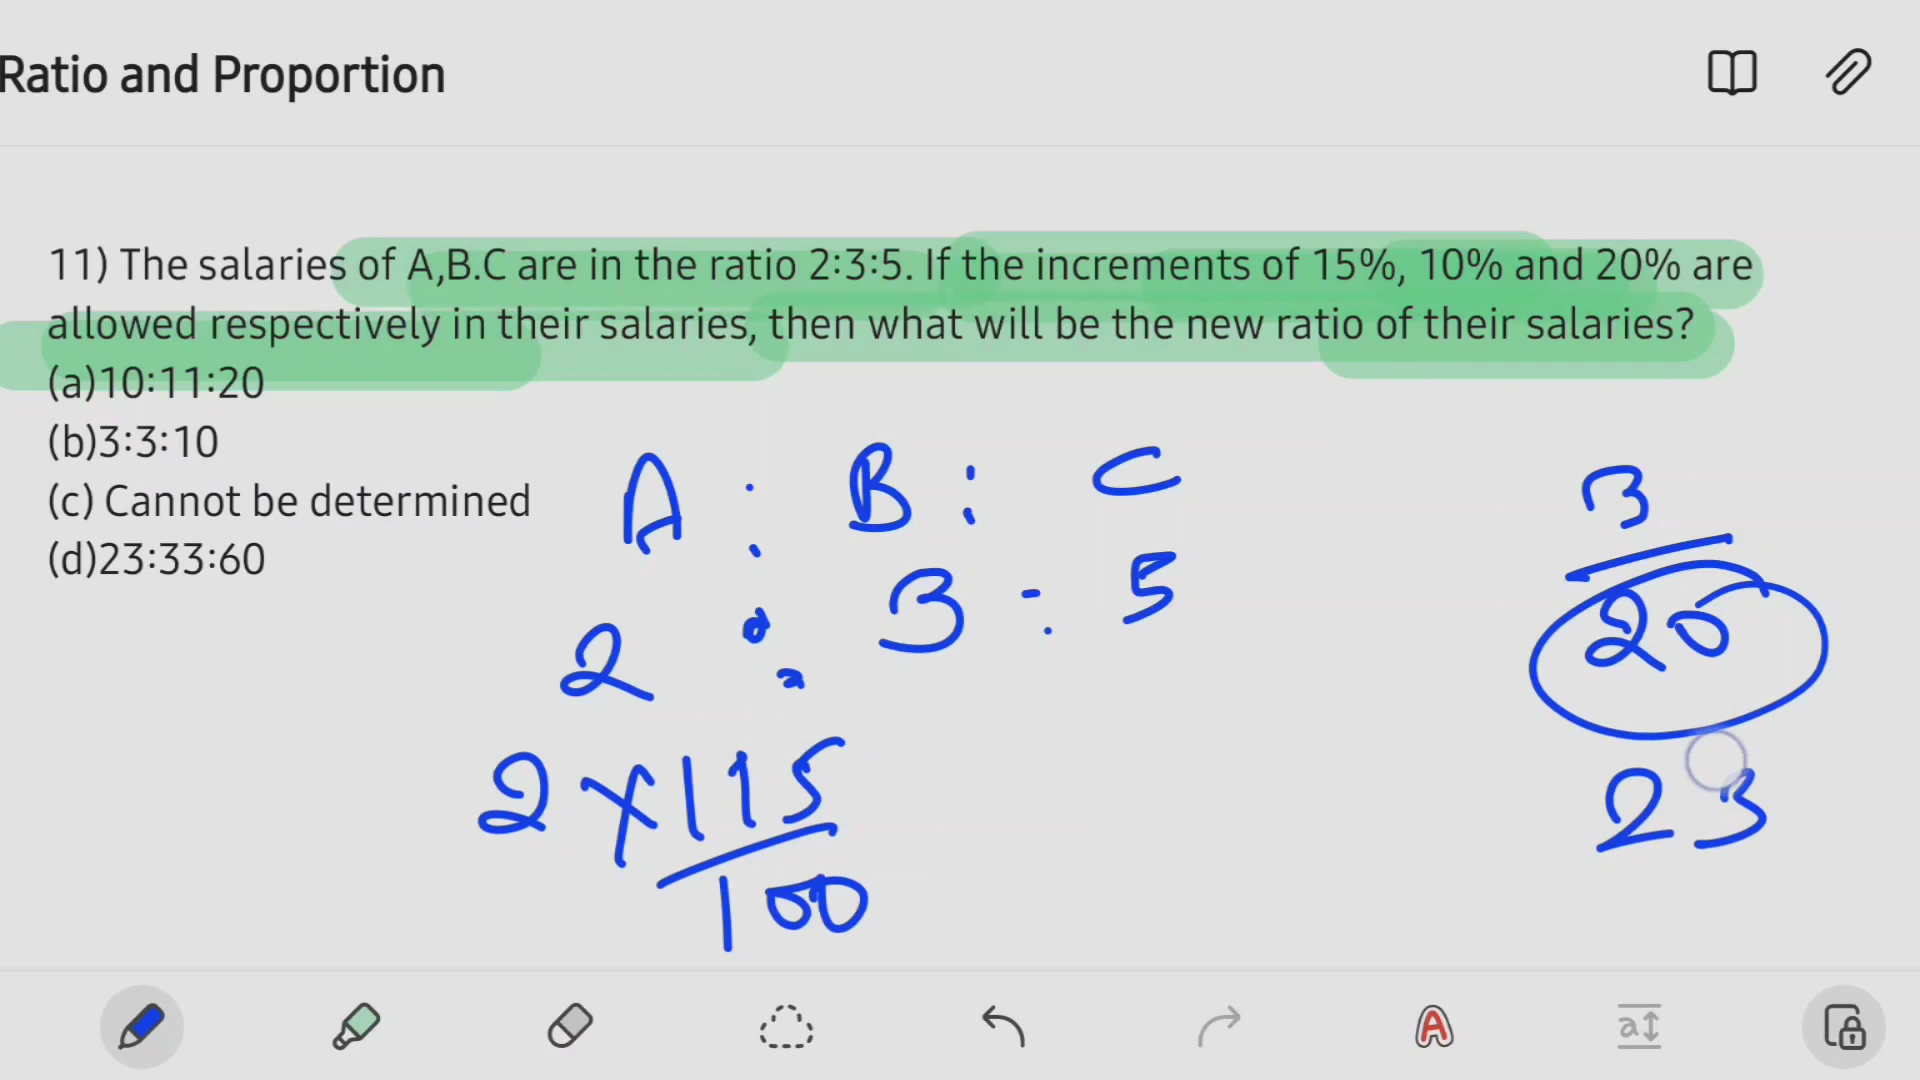 Ratio and Proportion
11) The salaries of A,B.C are in the ratio 2:3:5. If the increments of 15%, 10% and 20% are
allowed respectively in their salaries, then what will be the new ratio of their salaries?
(a)10:11:20
(b)3:3:10
(c) Cannot be determined
(d)23:33:60
A : B : C
2 : 3 : 5
2 × 115
100
3
20
23
A
a